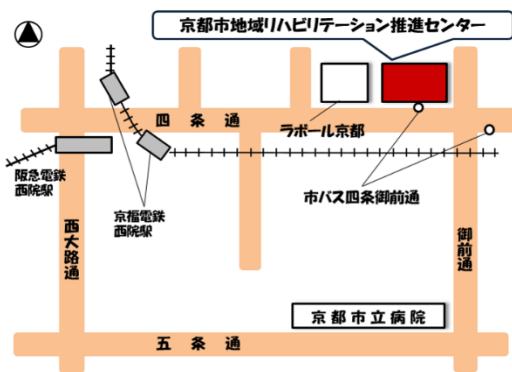 京都市地域リハビリテーション推進センター
四条通
ラポール京都
阪急電鉄
西院駅
京福電鉄
西院駅
市バス四条御前通
西大路通
御前通
京都市立病院
五条通